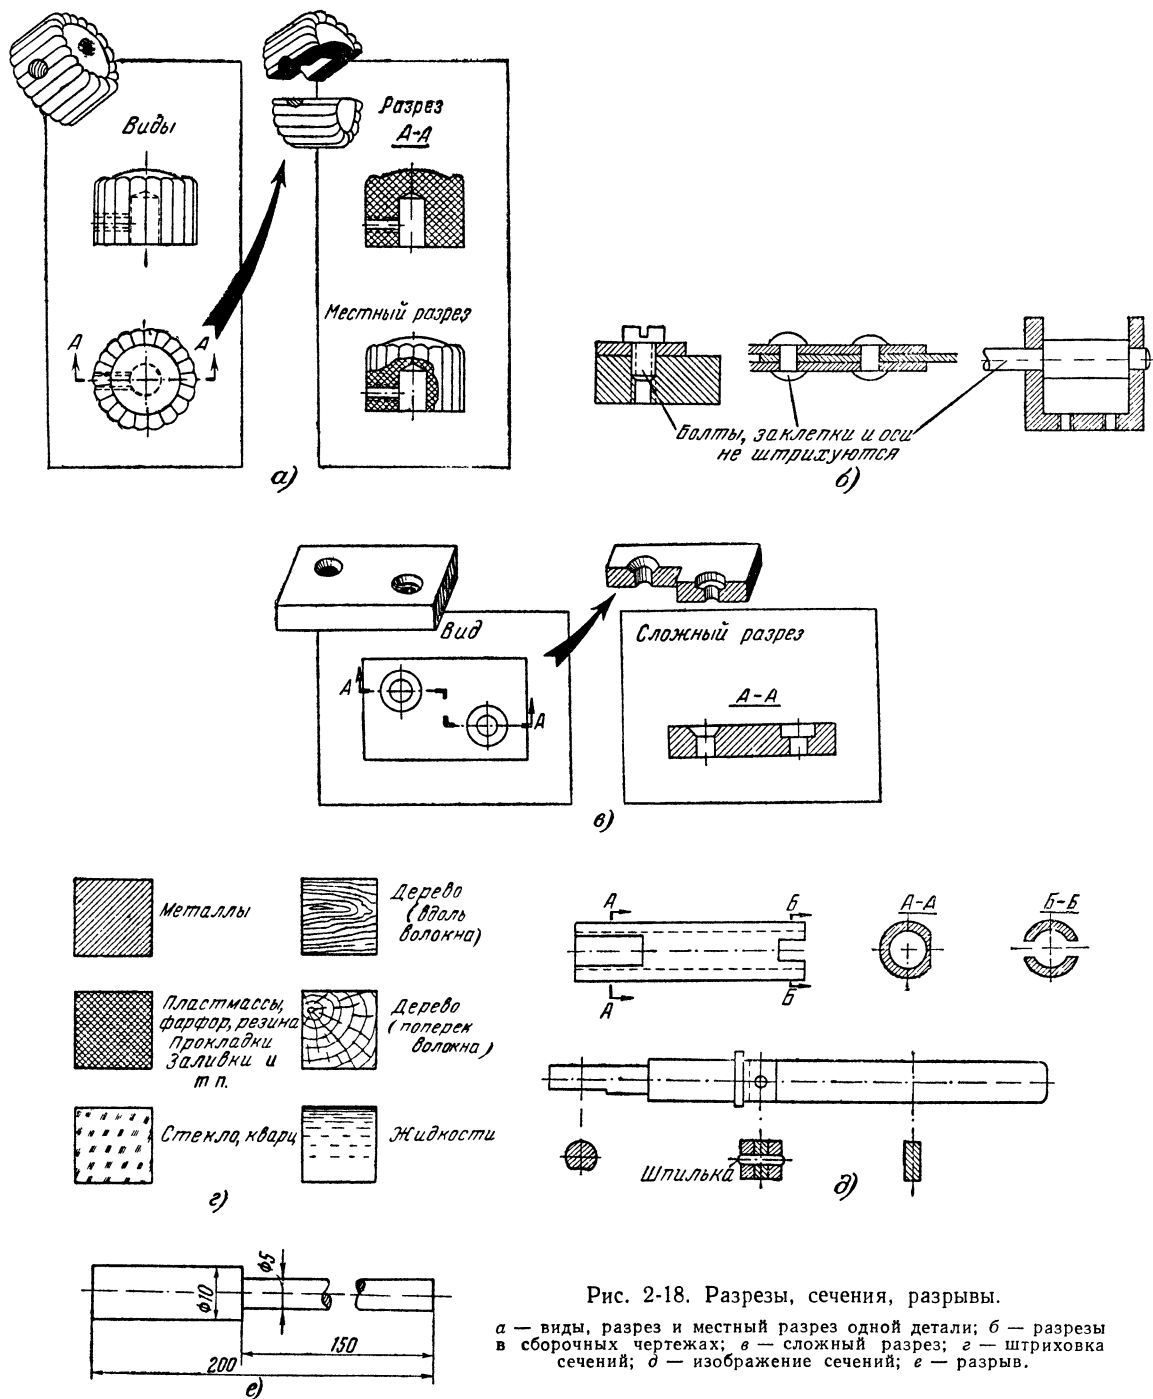 Виды
Разрез
А-А
А
А
Местный разрез
а)
Болты, заклепки и оси
не штрихуются
б)
Вид
А
А
Сложный разрез
А-А
в)
Металлы
Дерево
(вдоль
волокна)
Пластмассы,
фарфор, резина
Прокладки
Заливки и
т п.
Дерево
(поперек
волокна)
Стекло, кварц
Жидкости
г)
А
Б
А
Б
А-А
Б-Б
Шпилька
д)
Ф10
Ф5
150
200
е)
Рис. 2-18. Разрезы, сечения, разрывы.
а — виды, разрез и местный разрез одной детали; б — разрезы
в сборочных чертежах; в — сложный разрез; г — штриховка
сечений; д — изображение сечений; е — разрыв.